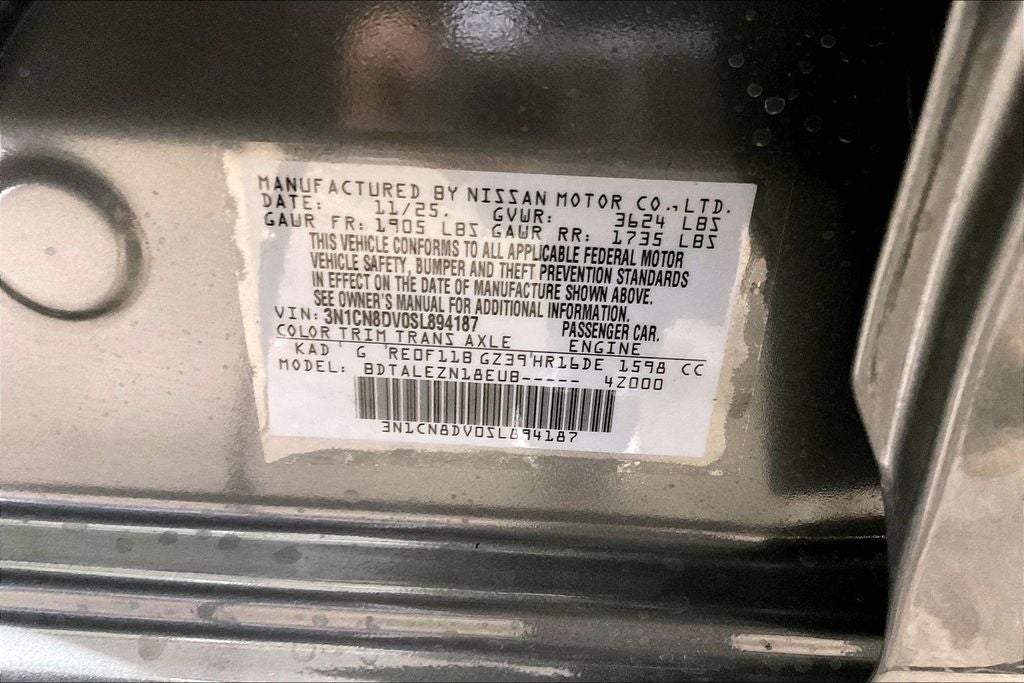 MANUFACTURED BY NISSAN MOTOR CO.,LTD.
DATE: 11/25. GVWR: 3624 LBS
GAWR FR: 1905 LBS GAWR RR: 1735 LBS
THIS VEHICLE CONFORMS TO ALL APPLICABLE FEDERAL MOTOR
VEHICLE SAFETY, BUMPER AND THEFT PREVENTION STANDARDS
IN EFFECT ON THE DATE OF MANUFACTURE SHOWN ABOVE.
SEE OWNER'S MANUAL FOR ADDITIONAL INFORMATION.
VIN: 3N1CN8DV0SL894187 PASSENGER CAR.
COLOR TRIM TRANS AXLE ENGINE
KAD G RE0F11B GZ39 HR16DE 1598 CC
MODEL: BDTALEZN18EUB----- 4Z000
3N1CN8DV0SL894187